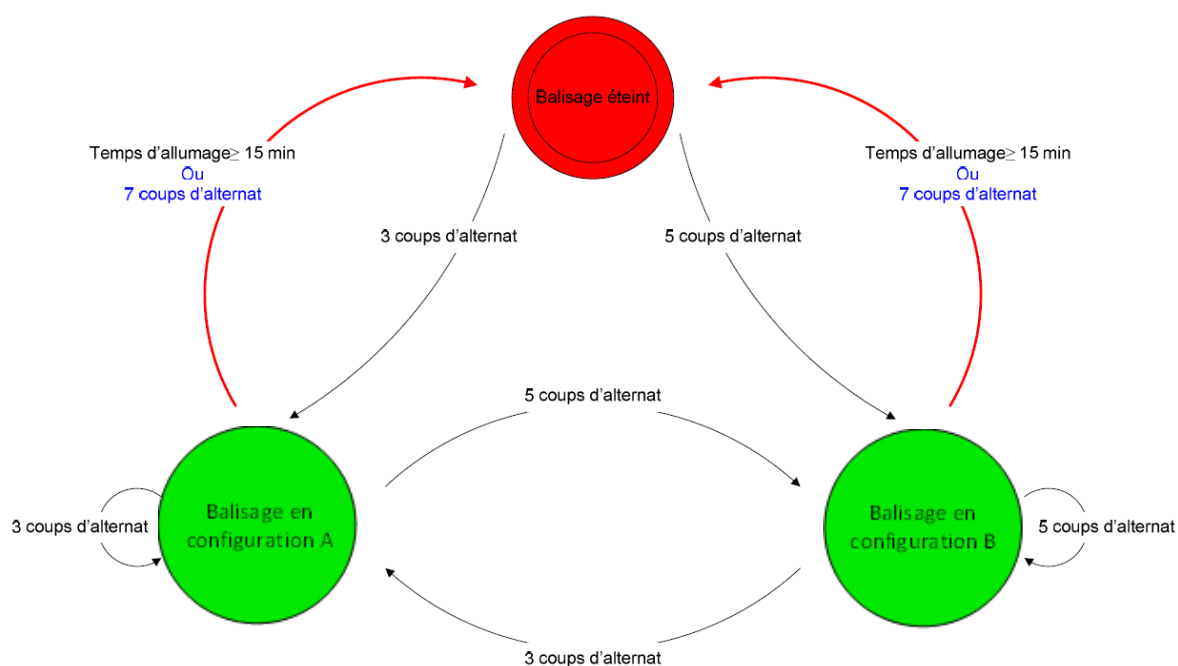 Balisage éteint
Temps d'allumage≥ 15 min
Ou
7 coups d'alternat
Temps d'allumage≥ 15 min
Ou
7 coups d'alternat
3 coups d'alternat
5 coups d'alternat
5 coups d'alternat
Balisage en
configuration A
3 coups d'alternat
Balisage en
configuration B
5 coups d'alternat
3 coups d'alternat